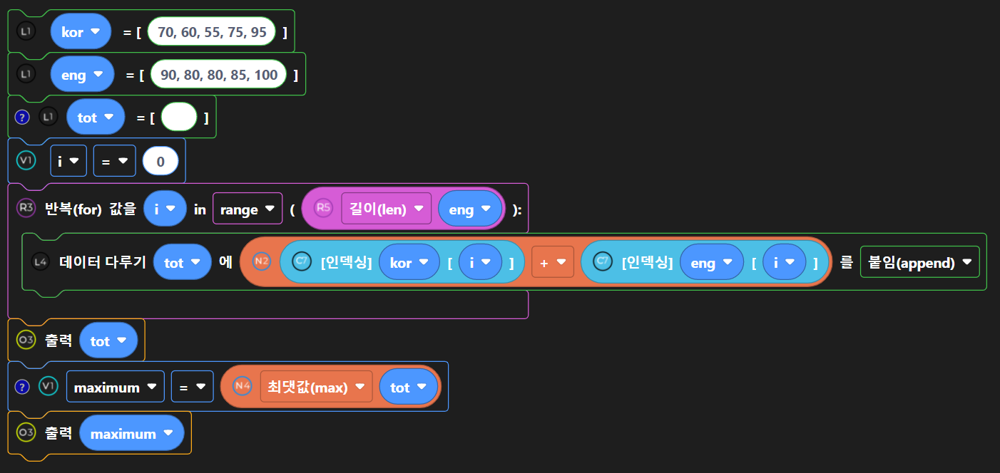 L1 kor = [ 70, 60, 55, 75, 95 ]
L1 eng = [ 90, 80, 80, 85, 100 ]
? L1 tot = [ ]
V1 i = 0
R3 반복(for) 값을 i in range ( R5 길이(len) eng ):
L4 데이터 다루기 tot 에 N2 C7 [인덱싱] kor [ i ] + C7 [인덱싱] eng [ i ] 를 붙임(append)
O3 출력 tot
? V1 maximum = N4 최댓값(max) tot
O3 출력 maximum